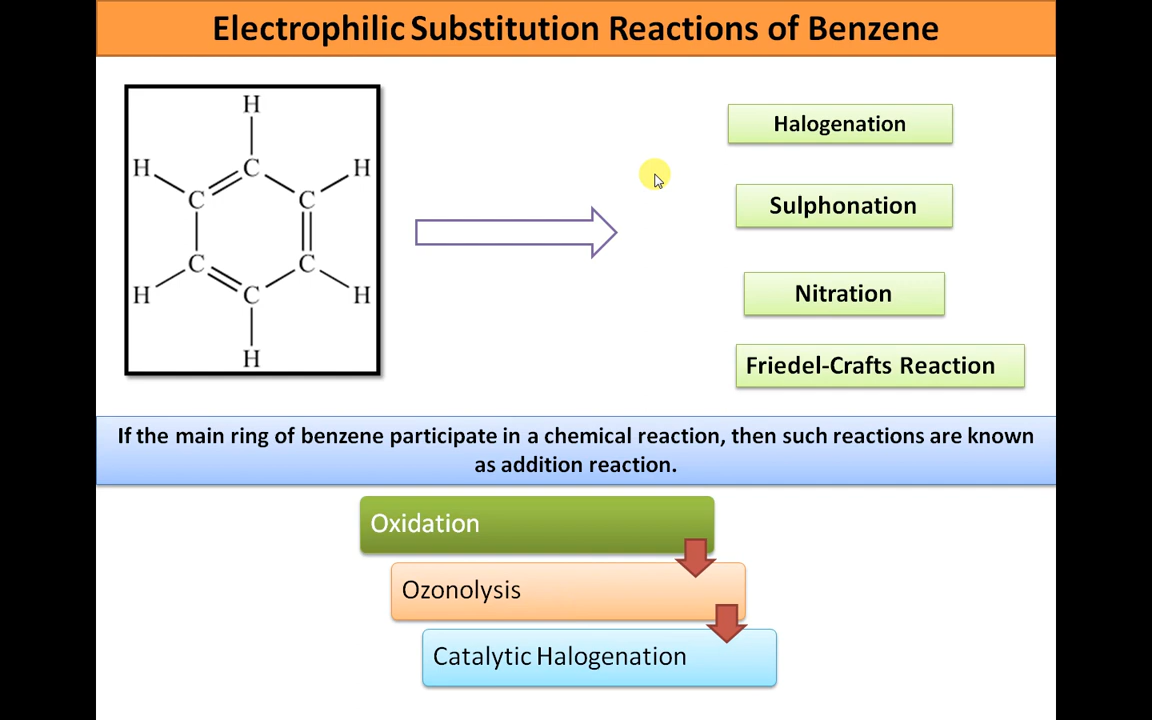 Electrophilic Substitution Reactions of Benzene
H
H
C
H
C
C
C
C
H
C
H
H
Halogenation
Sulphonation
Nitration
Friedel-Crafts Reaction
If the main ring of benzene participate in a chemical reaction, then such reactions are known
as addition reaction.
Oxidation
Ozonolysis
Catalytic Halogenation